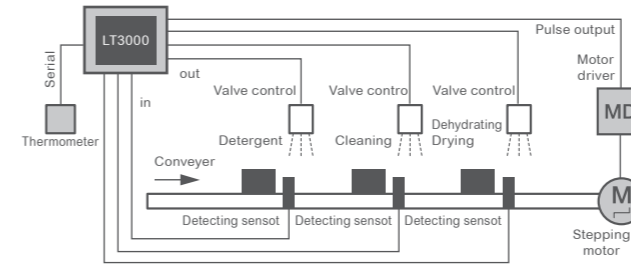 LT3000
Pulse output
Motor
driver
Serial
out
in
Valve control
Valve control
Valve control
MD
Thermometer
Detergent
Cleaning
Dehydrating
Drying
Conveyer
M
Detecting sensot
Detecting sensot
Detecting sensot
Stepping
motor